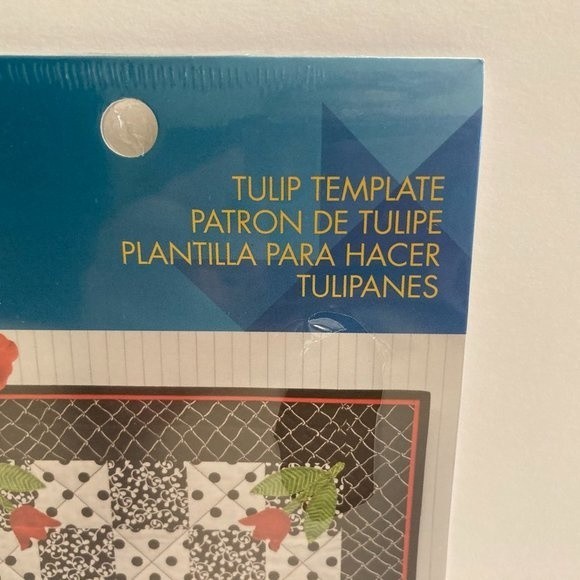 TULIP TEMPLATE
PATRON DE TULIPE
PLANTILLA PARA HACER
TULIPANES